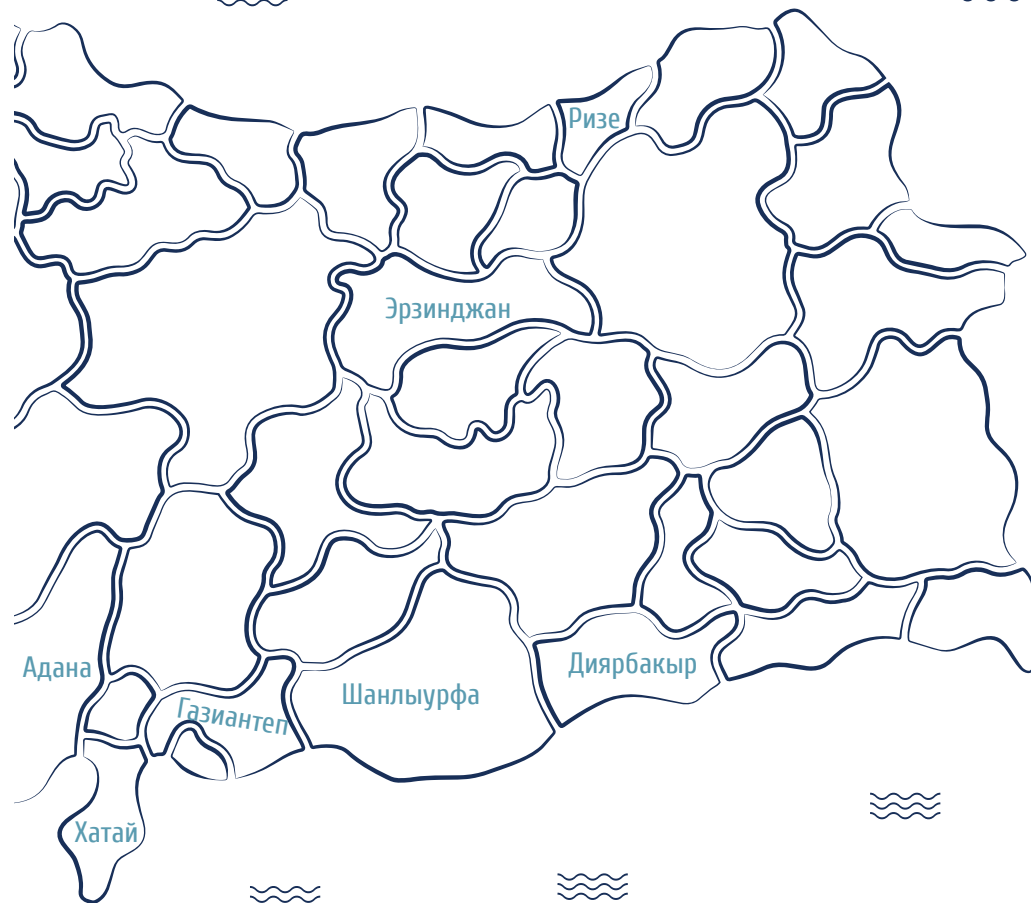 Ризе
Эрзинджан
Адана
Диярбакыр
Шанлыурфа
Газиантеп
Хатай